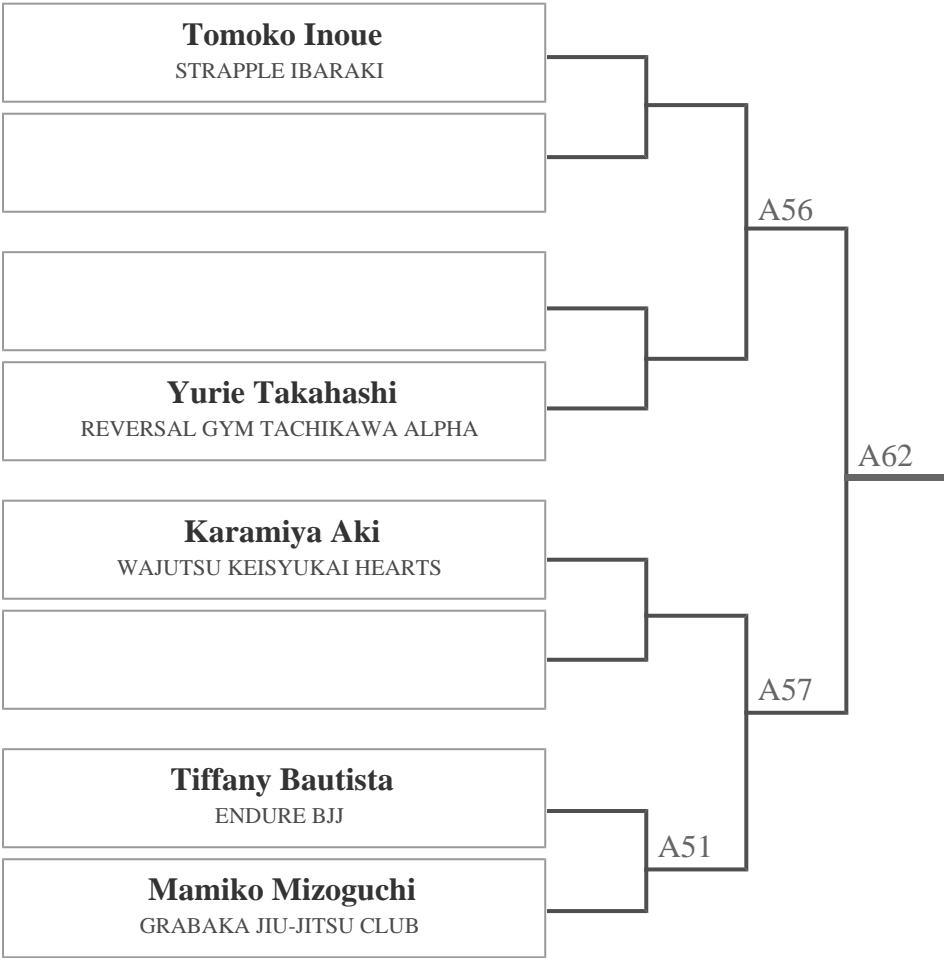 Tomoko Inoue
STRAPPLE IBARAKI
A56
Yurie Takahashi
REVERSAL GYM TACHIKAWA ALPHA
A62
Karamiya Aki
WAJUTSU KEISYUKAI HEARTS
A57
Tiffany Bautista
ENDURE BJJ
A51
Mamiko Mizoguchi
GRABAKA JIU-JITSU CLUB